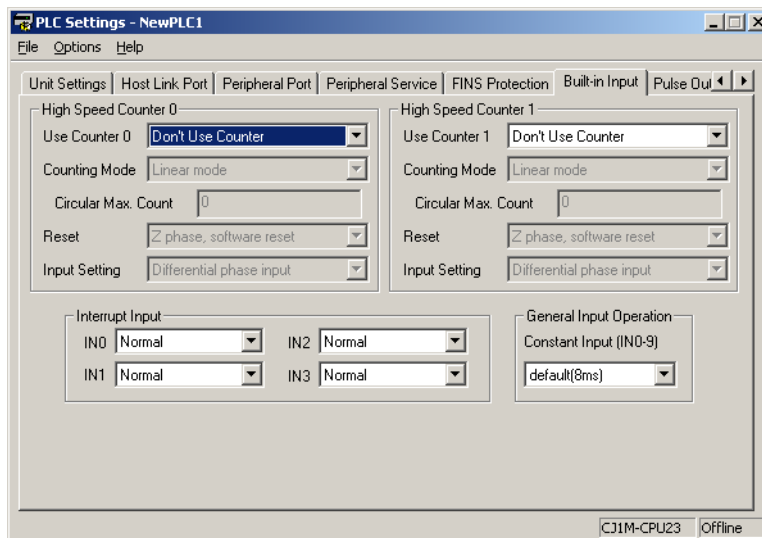 PLC Settings - NewPLC1
File Options Help
Unit Settings Host Link Port Peripheral Port Peripheral Service FINS Protection Built-in Input Pulse Out
High Speed Counter 0
Use Counter 0 Don't Use Counter
Counting Mode Linear mode
Circular Max. Count 0
Reset Z phase, software reset
Input Setting Differential phase input
High Speed Counter 1
Use Counter 1 Don't Use Counter
Counting Mode Linear mode
Circular Max. Count 0
Reset Z phase, software reset
Input Setting Differential phase input
Interrupt Input
IN0 Normal IN2 Normal
IN1 Normal IN3 Normal
General Input Operation
Constant Input (IN0-9)
default(8ms)
CJ1M-CPU23 Offline